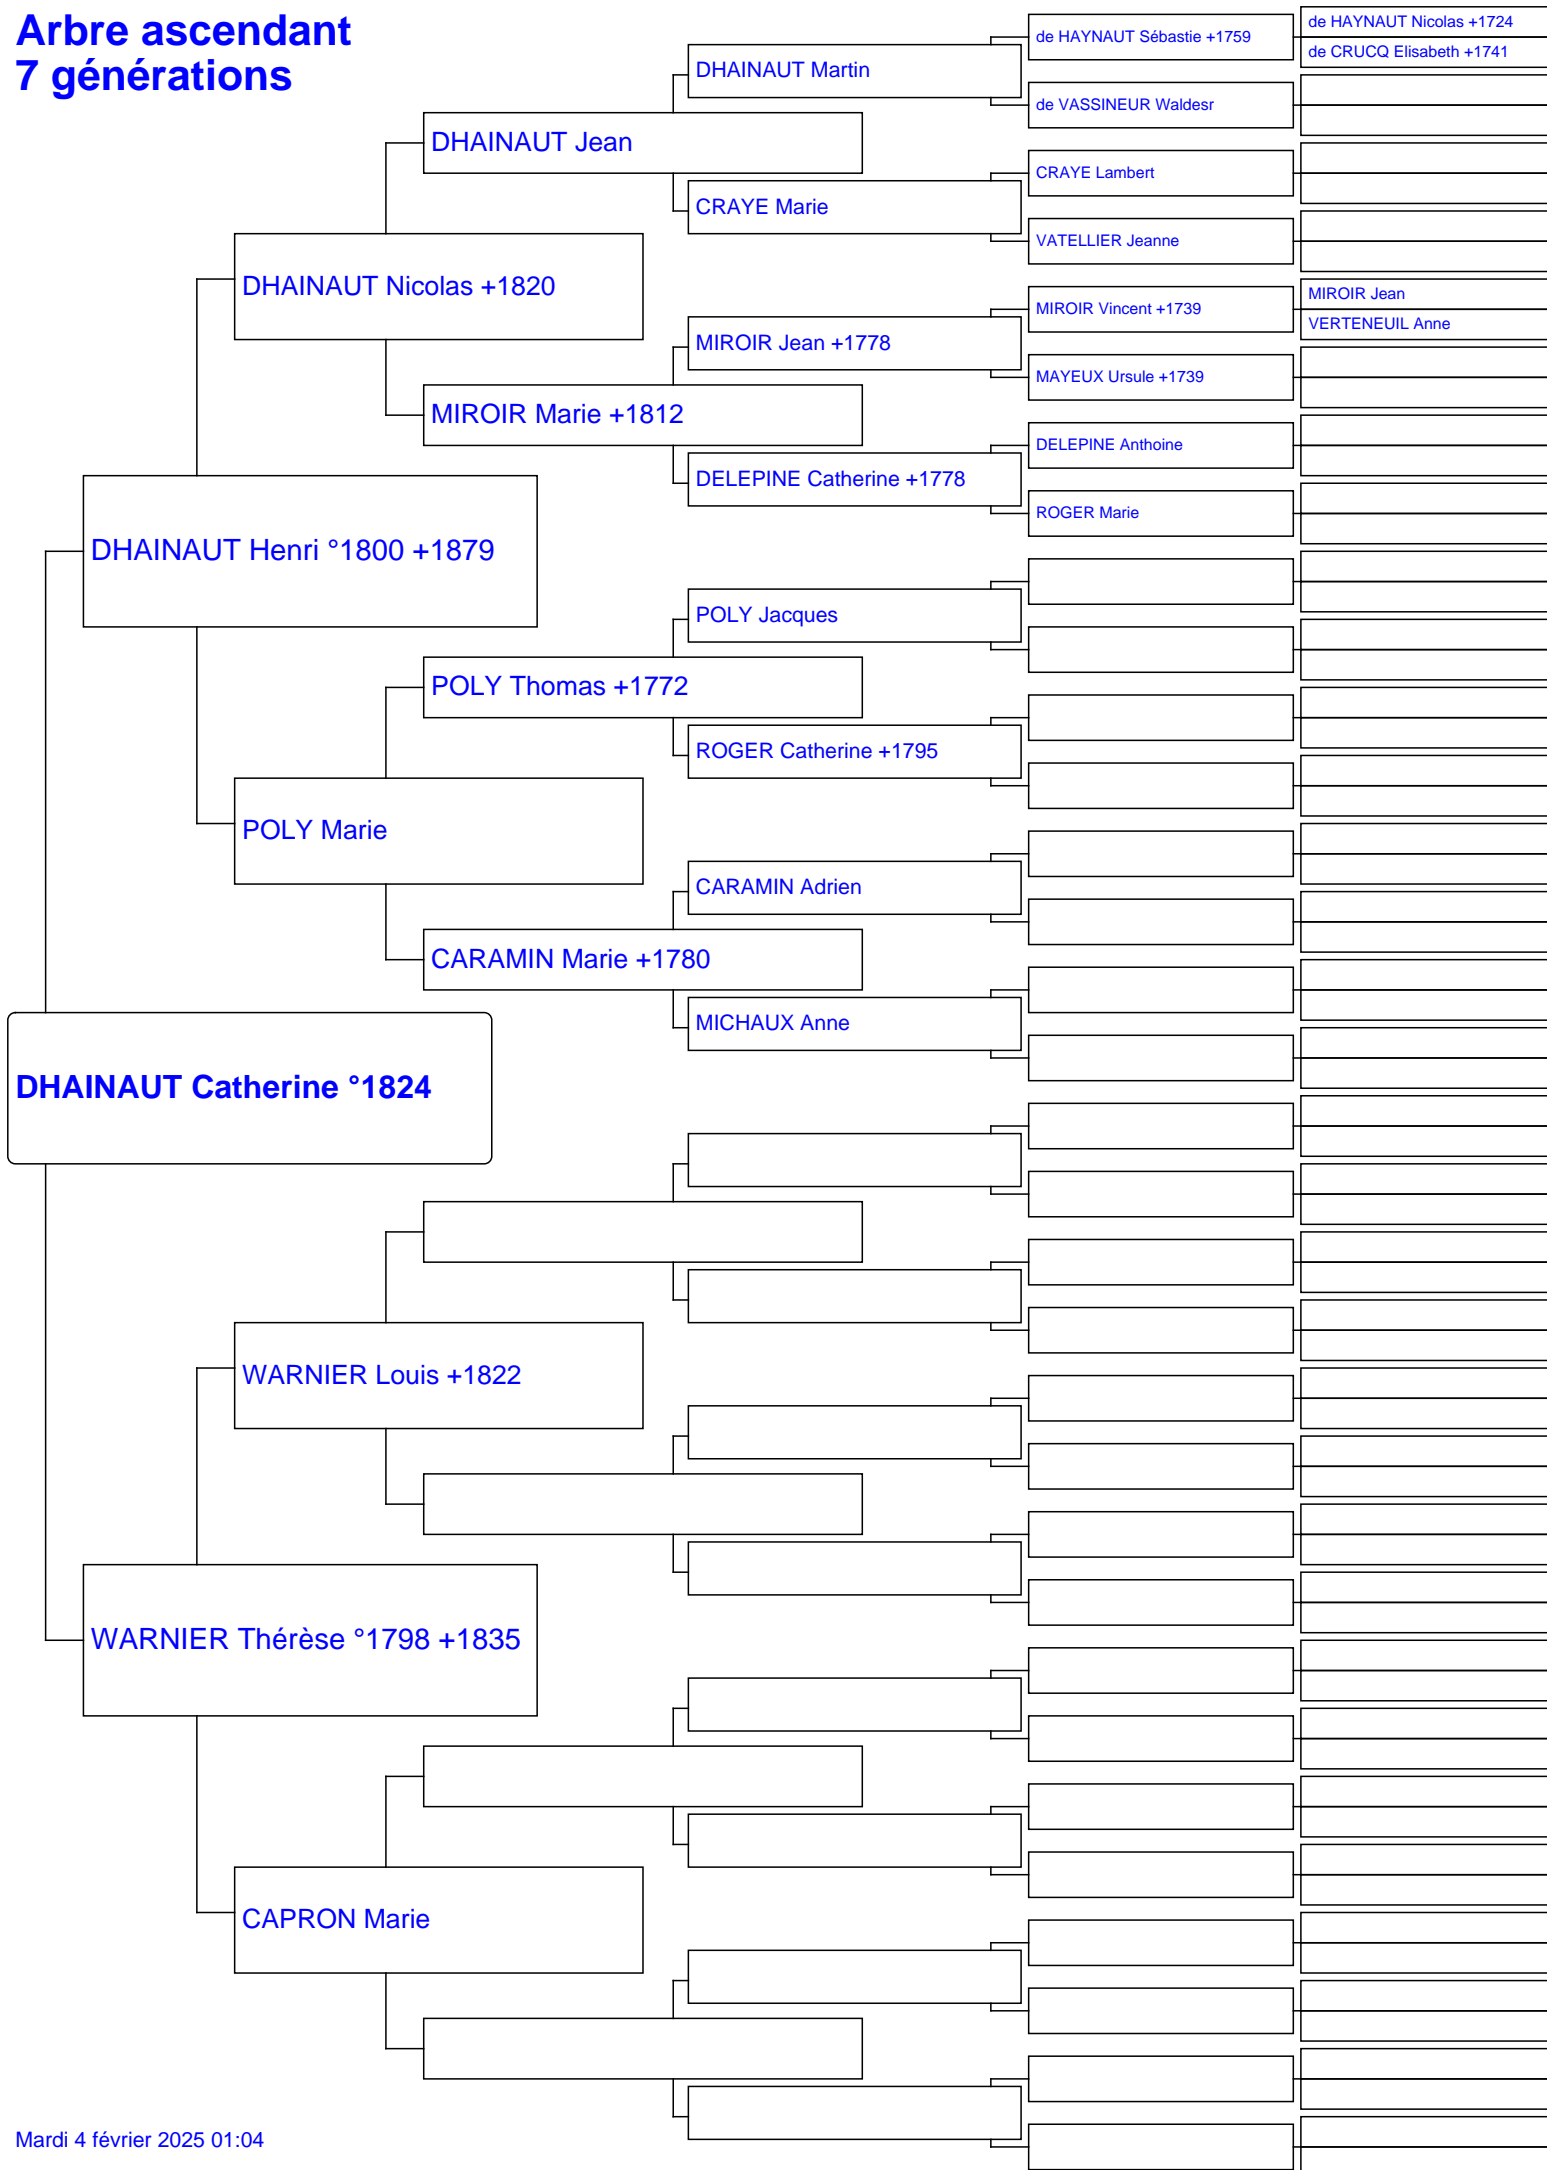 Arbre ascendant
7 générations
de HAYNAUT Sébastie +1759
de HAYNAUT Nicolas +1724
de CRUCQ Elisabeth +1741
DHAINAUT Martin
de VASSINEUR Waldesr
DHAINAUT Jean
CRAYE Lambert
CRAYE Marie
VATELLIER Jeanne
DHAINAUT Nicolas +1820
MIROIR Vincent +1739
MIROIR Jean
VERTENEUIL Anne
MIROIR Jean +1778
MAYEUX Ursule +1739
MIROIR Marie +1812
DELEPINE Anthoine
DELEPINE Catherine +1778
ROGER Marie
DHAINAUT Henri °1800 +1879
POLY Jacques
POLY Thomas +1772
ROGER Catherine +1795
POLY Marie
CARAMIN Adrien
CARAMIN Marie +1780
MICHAUX Anne
DHAINAUT Catherine °1824
WARNIER Louis +1822
WARNIER Thérèse °1798 +1835
CAPRON Marie
Mardi 4 février 2025 01:04